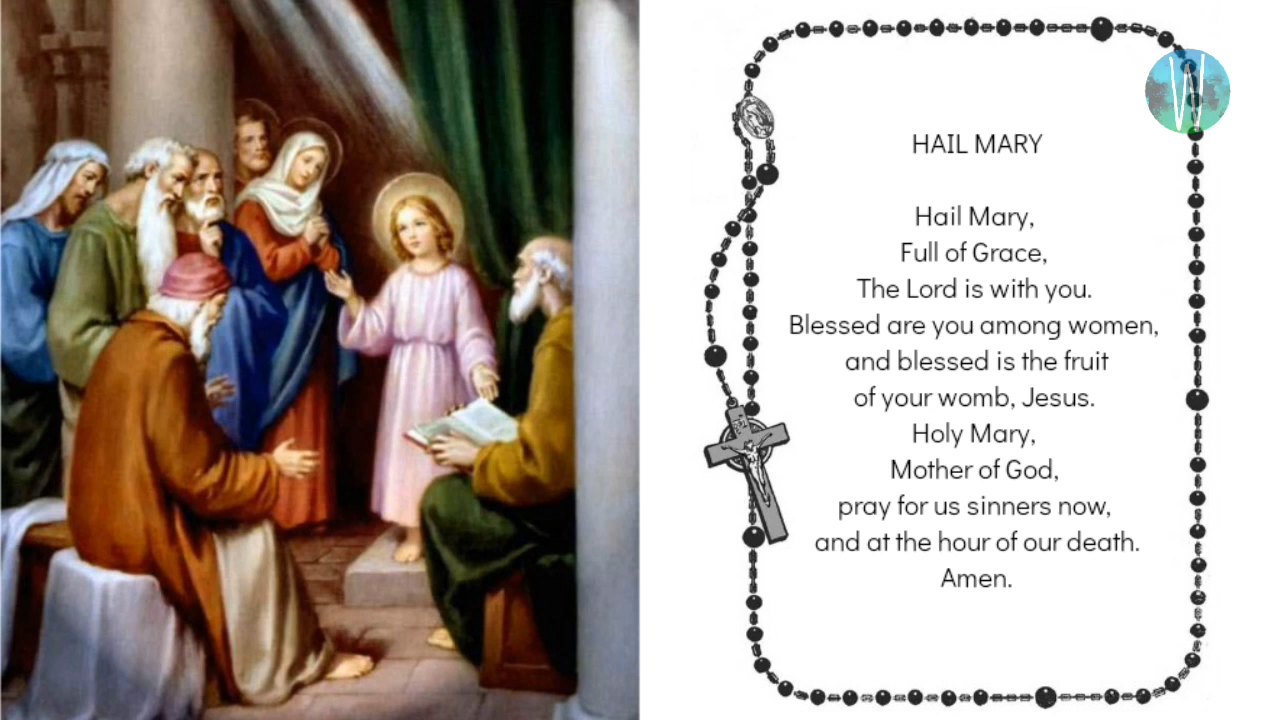 HAIL MARY
Hail Mary,
Full of Grace,
The Lord is with you.
Blessed are you among women,
and blessed is the fruit
of your womb, Jesus.
Holy Mary,
Mother of God,
pray for us sinners now,
and at the hour of our death.
Amen.
W